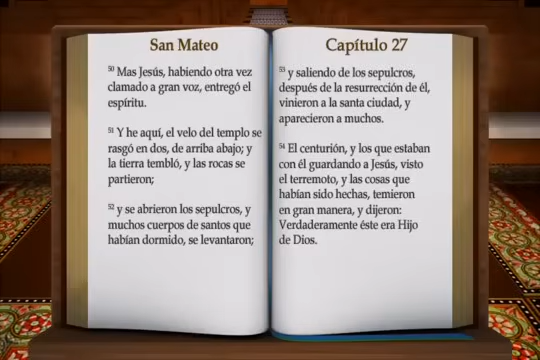 San Mateo
50 Mas Jesús, habiendo otra vez
clamado a gran voz, entregó el
espíritu.
51 Y he aquí, el velo del templo se
rasgó en dos, de arriba abajo; y
la tierra tembló, y las rocas se
partieron;
52 y se abrieron los sepulcros, y
muchos cuerpos de santos que
habían dormido, se levantaron;
Capítulo 27
53 y saliendo de los sepulcros,
después de la resurrección de él,
vinieron a la santa ciudad, y
aparecieron a muchos.
54 El centurión, y los que estaban
con él guardando a Jesús, visto
el terremoto, y las cosas que
habían sido hechas, temieron
en gran manera, y dijeron:
Verdaderamente éste era Hijo
de Dios.